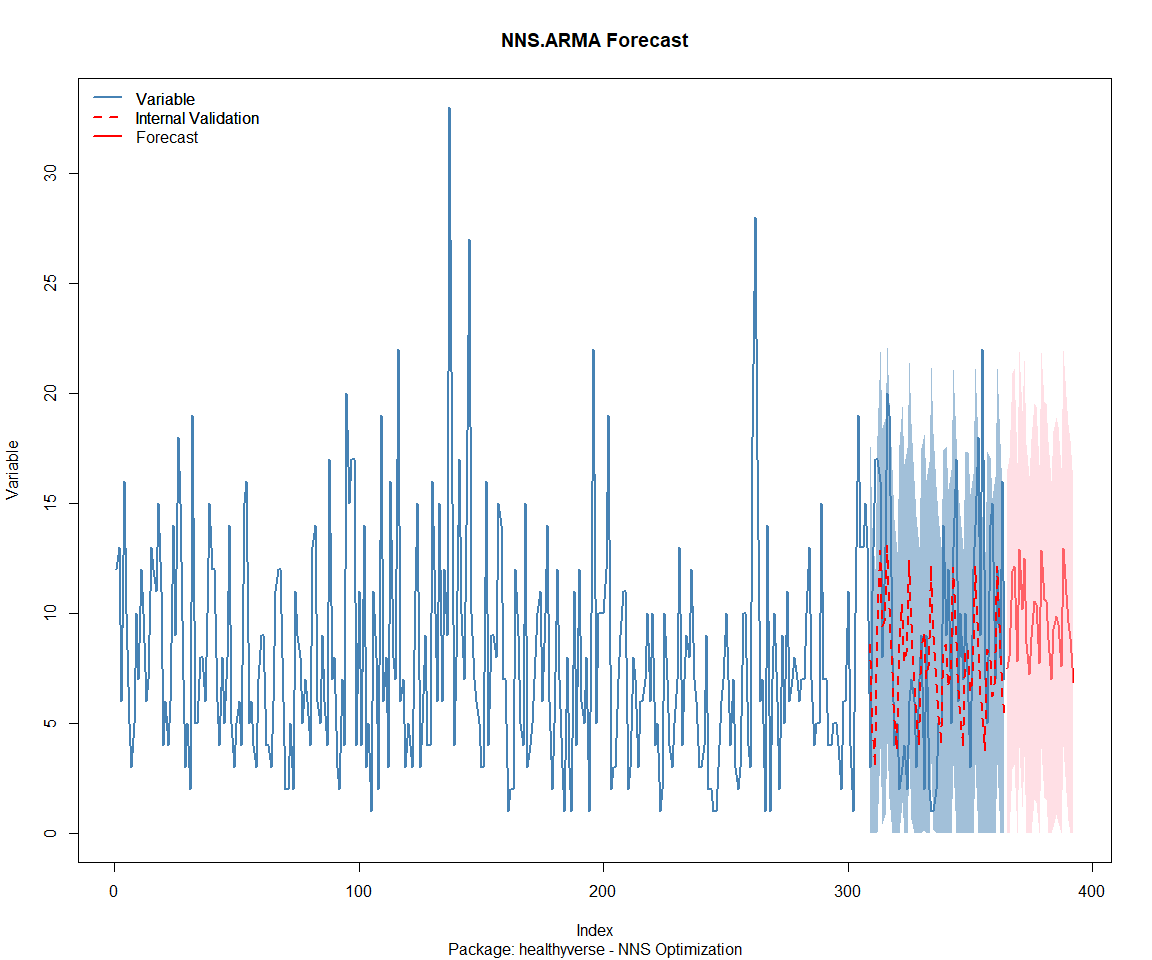 NNS.ARMA Forecast
Variable
Internal Validation
Forecast
30
25
20
15
10
5
0
Variable
0 100 200 300 400
Index
Package: healthyverse - NNS Optimization